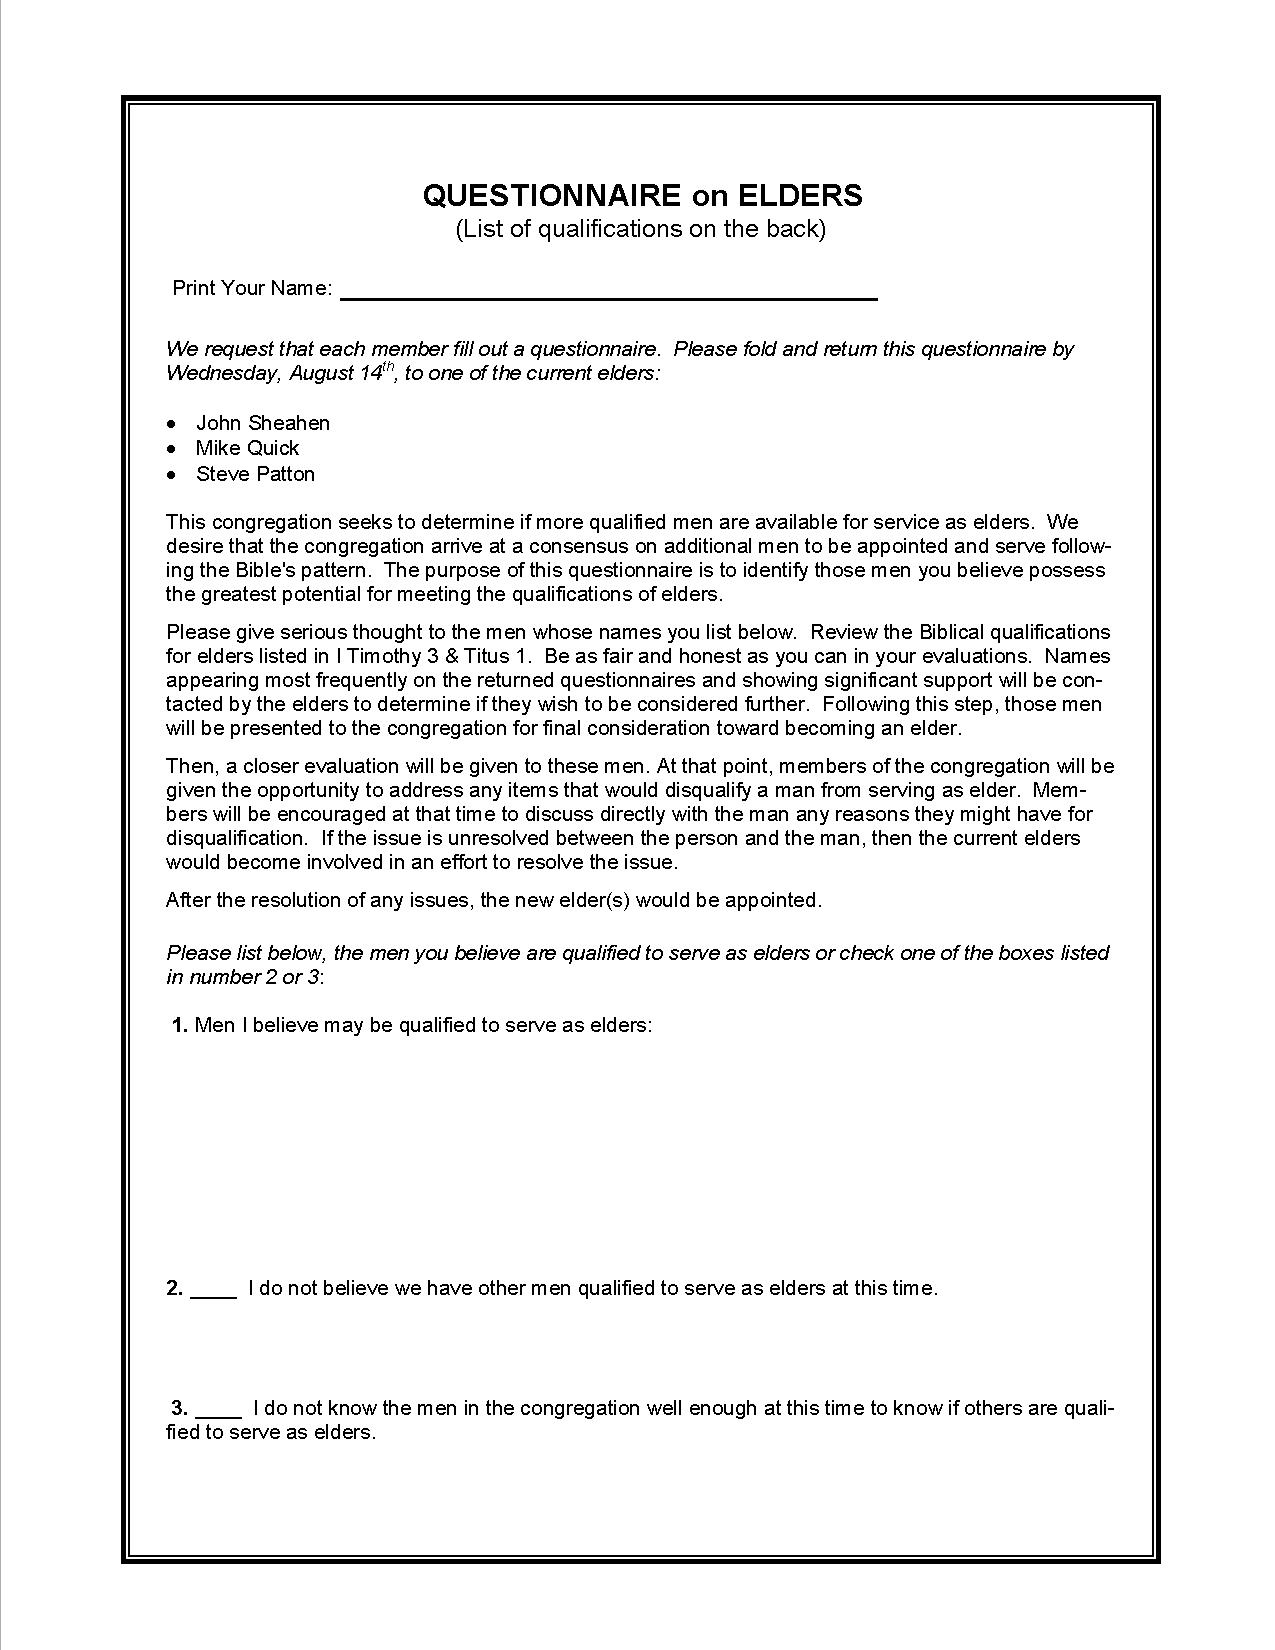 QUESTIONNAIRE on ELDERS
(List of qualifications on the back)
Print Your Name: ____________________
We request that each member fill out a questionnaire.  Please fold and return this questionnaire by
Wednesday, August 14th, to one of the current elders:
• John Sheahen
• Mike Quick
• Steve Patton
This congregation seeks to determine if more qualified men are available for service as elders.  We
desire that the congregation arrive at a consensus on additional men to be appointed and serve follow-
ing the Bible's pattern.  The purpose of this questionnaire is to identify those men you believe possess
the greatest potential for meeting the qualifications of elders.
Please give serious thought to the men whose names you list below.  Review the Biblical qualifications
for elders listed in I Timothy 3 & Titus 1.  Be as fair and honest as you can in your evaluations.  Names
appearing most frequently on the returned questionnaires and showing significant support will be con-
tacted by the elders to determine if they wish to be considered further.  Following this step, those men
will be presented to the congregation for final consideration toward becoming an elder.
Then, a closer evaluation will be given to these men. At that point, members of the congregation will be
given the opportunity to address any items that would disqualify a man from serving as elder.  Mem-
bers will be encouraged at that time to discuss directly with the man any reasons they might have for
disqualification.  If the issue is unresolved between the person and the man, then the current elders
would become involved in an effort to resolve the issue.
After the resolution of any issues, the new elder(s) would be appointed.
Please list below, the men you believe are qualified to serve as elders or check one of the boxes listed
in number 2 or 3:
1. Men I believe may be qualified to serve as elders:
2. ____  I do not believe we have other men qualified to serve as elders at this time.
3. ____  I do not know the men in the congregation well enough at this time to know if others are quali-
fied to serve as elders.